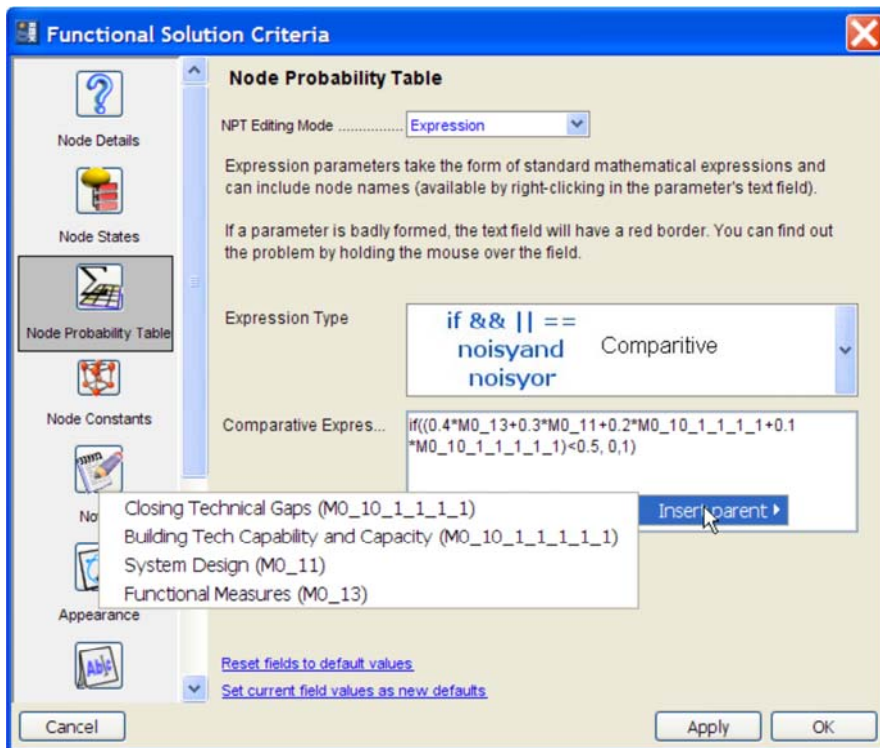 Functional Solution Criteria
Node Details
Node States
Node Probability Table
Node Constants
No
Appearance
Node Probability Table
NPT Editing Mode ................ Expression
Expression parameters take the form of standard mathematical expressions and
can include node names (available by right-clicking in the parameter's text field).
If a parameter is badly formed, the text field will have a red border. You can find out
the problem by holding the mouse over the field.
Expression Type
if && || ==
noisyand
noisyor
Comparitive
Comparative Expres...
if((0.4*M0_13+0.3*M0_11+0.2*M0_10_1_1_1_1+0.1
*M0_10_1_1_1_1_1)<0.5, 0,1)
Insert parent
Closing Technical Gaps (M0_10_1_1_1_1)
Building Tech Capability and Capacity (M0_10_1_1_1_1_1)
System Design (M0_11)
Functional Measures (M0_13)
Reset fields to default values
Set current field values as new defaults
Cancel
Apply
OK